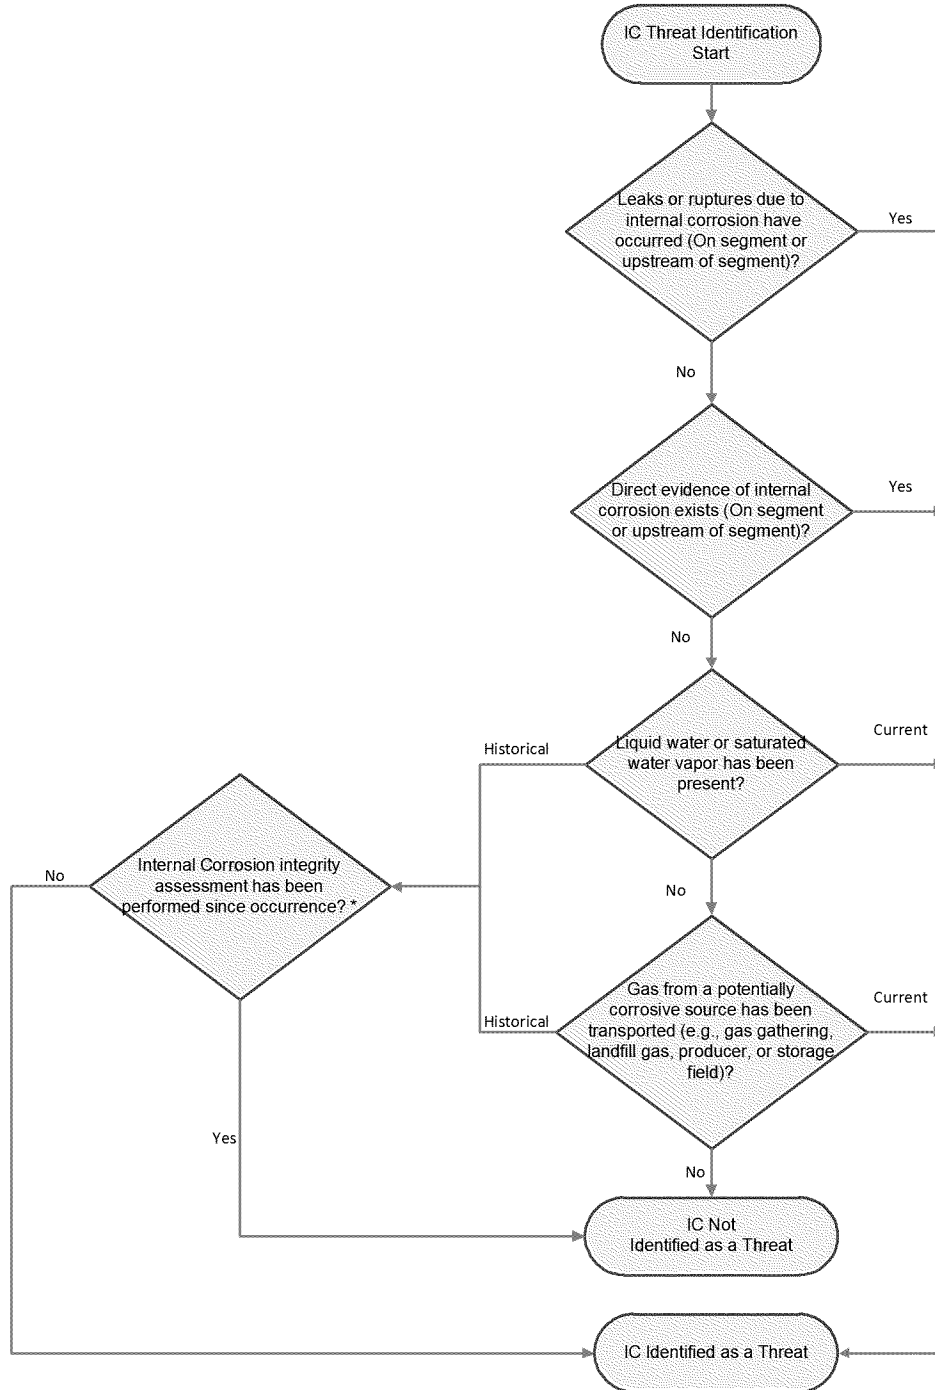 IC Threat Identification
Start
Leaks or ruptures due to
internal corrosion have
occurred (On segment or
upstream of segment)?
Yes
No
Direct evidence of internal
corrosion exists (On segment
or upstream of segment)?
Yes
No
Historical
Liquid water or saturated
water vapor has been
present?
Current
No
Internal Corrosion integrity
assessment has been
performed since occurrence? *
No
Historical
Gas from a potentially
corrosive source has been
transported (e.g., gas gathering,
landfill gas, producer, or storage
field)?
Current
Yes
No
IC Not
Identified as a Threat
IC Identified as a Threat